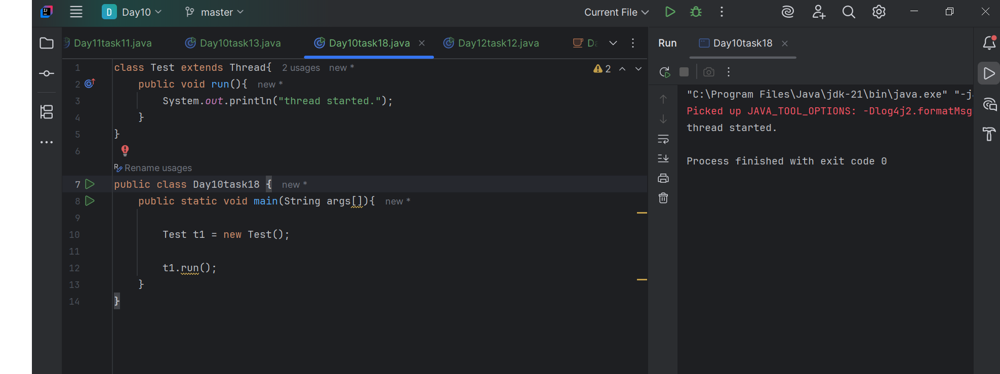 D Day10 master Current File
Day11task11.java Day10task13.java Day10task18.java Day12task12.java Da
Run Day10task18
2
1 class Test extends Thread{ 2 usages new *
2 public void run(){ new *
3 System.out.println("thread started.");
4 }
5 }
6
Rename usages
7 public class Day10task18 { new *
8 public static void main(String args[]){ new *
9
10 Test t1 = new Test();
11
12 t1.run();
13 }
14 }
"C:\Program Files\Java\jdk-21\bin\java.exe" "-ja
Picked up JAVA_TOOL_OPTIONS: -Dlog4j2.formatMsg
thread started.
Process finished with exit code 0